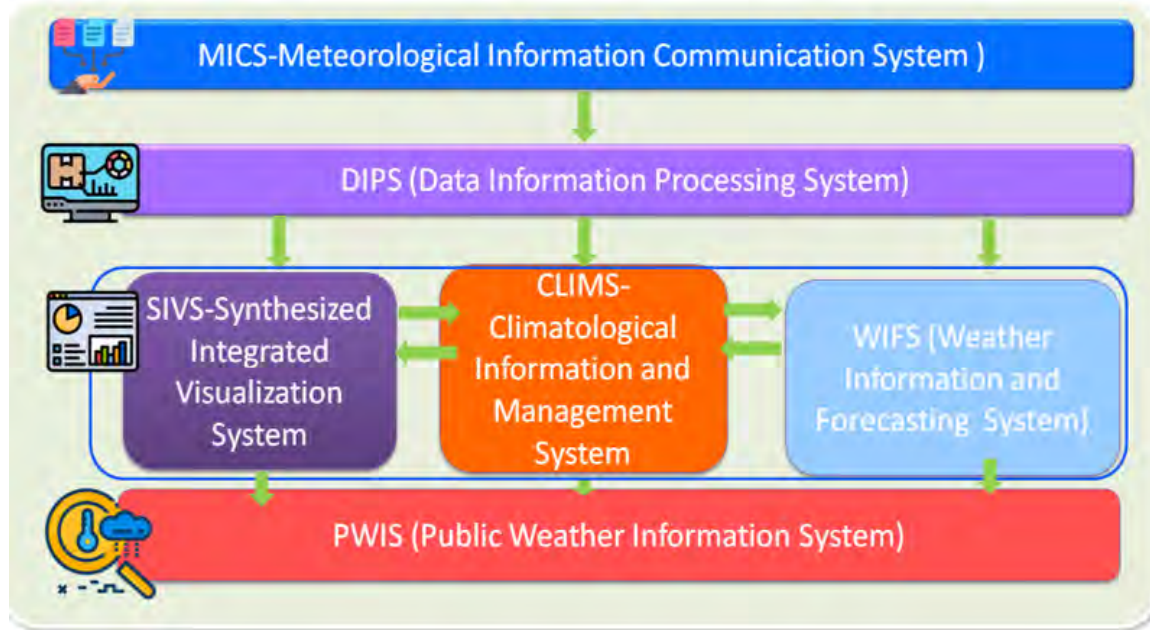 MICS-Meteorological Information Communication System )
DIPS (Data Information Processing System)
SIVS-Synthesized
Integrated
Visualization
System
CLIMS-
Climatological
Information and
Management
System
WIFS (Weather
Information and
Forecasting System)
PWIS (Public Weather Information System)